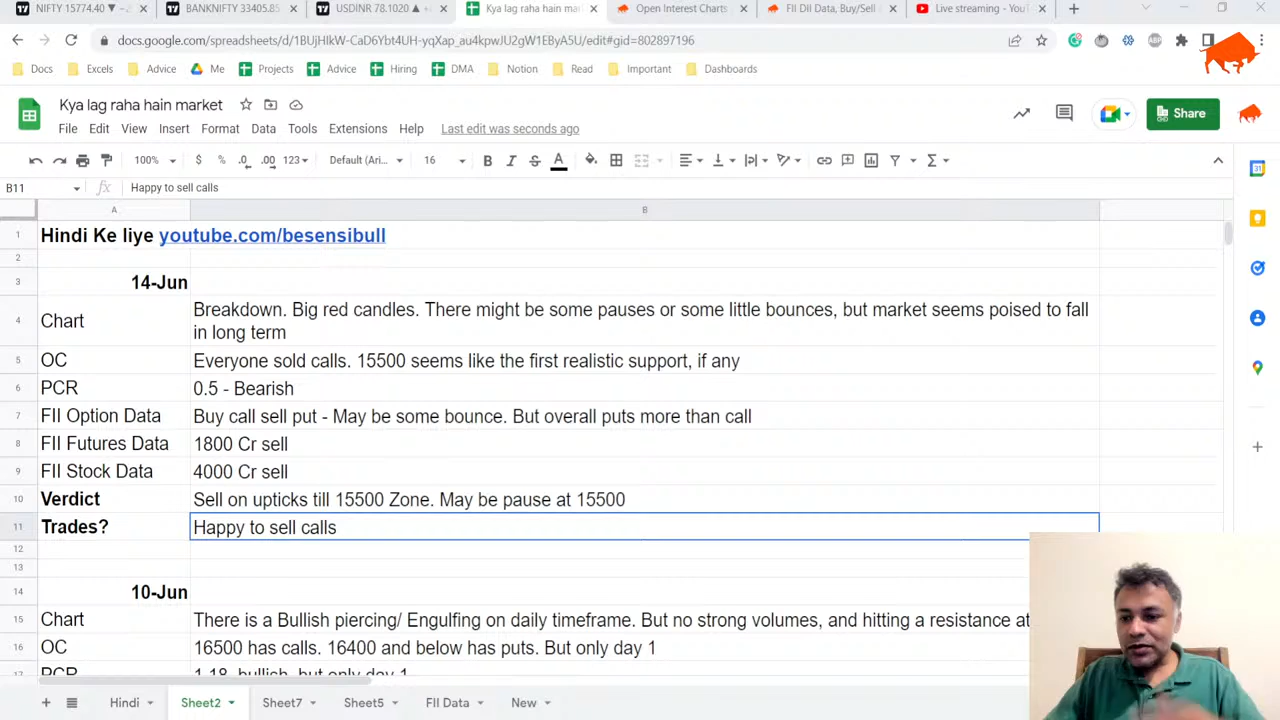 NIFTY 15774.40 ▼ −
BANKNIFTY 33405.85
USDINR 78.1020 ▲ +
Kya lag raha hain mar
Open Interest Charts
FII DII Data, Buy/Sell
Live streaming - YouT
docs.google.com/spreadsheets/d/1BUjHIkW-CaD6Ybt4UH-yqXap_au4kpwJU2gW1EByA5U/edit#gid=802897196
Docs Excels Advice Me Projects Advice Hiring DMA Notion Read Important Dashboards
Kya lag raha hain market
Share
File Edit View Insert Format Data Tools Extensions Help Last edit was seconds ago
100% $ % .0 .00 123 Default (Ari... 16 B I S A
B11 fx Happy to sell calls
A B
1 Hindi Ke liye youtube.com/besensibull
2
3 14-Jun
4 Chart Breakdown. Big red candles. There might be some pauses or some little bounces, but market seems poised to fall
in long term
5 OC Everyone sold calls. 15500 seems like the first realistic support, if any
6 PCR 0.5 - Bearish
7 FII Option Data Buy call sell put - May be some bounce. But overall puts more than call
8 FII Futures Data 1800 Cr sell
9 FII Stock Data 4000 Cr sell
10 Verdict Sell on upticks till 15500 Zone. May be pause at 15500
11 Trades? Happy to sell calls
12
13
14 10-Jun
15 Chart There is a Bullish piercing/ Engulfing on daily timeframe. But no strong volumes, and hitting a resistance at
16 OC 16500 has calls. 16400 and below has puts. But only day 1
17 PCR 1.18, bullish, but only day 1
Hindi Sheet2 Sheet7 Sheet5 FII Data New